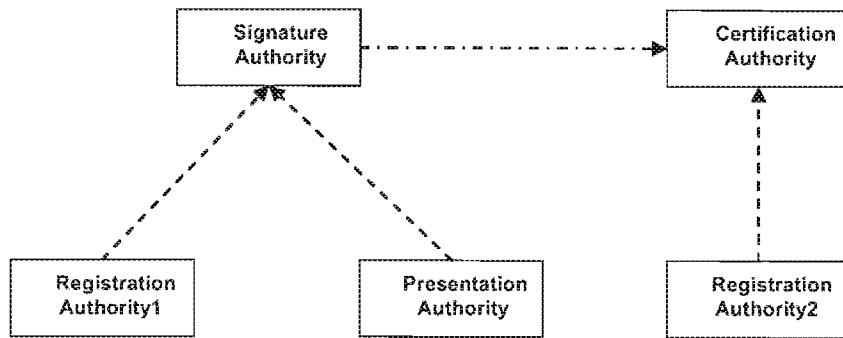 Signature
Authority
Certification
Authority
Registration
Authority1
Presentation
Authority
Registration
Authority2